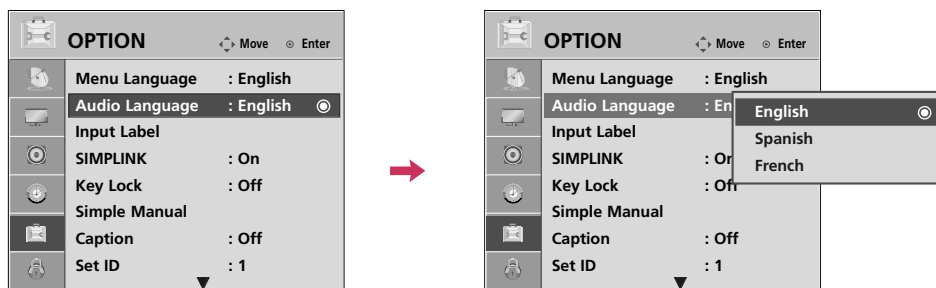 OPTION Move Enter
Menu Language : English
Audio Language : English
Input Label
SIMPLINK : On
Key Lock : Off
Simple Manual
Caption : Off
Set ID : 1
OPTION Move Enter
Menu Language : English
Audio Language : En
Input Label
SIMPLINK : On
Key Lock : Off
Simple Manual
Caption : Off
Set ID : 1
English
Spanish
French